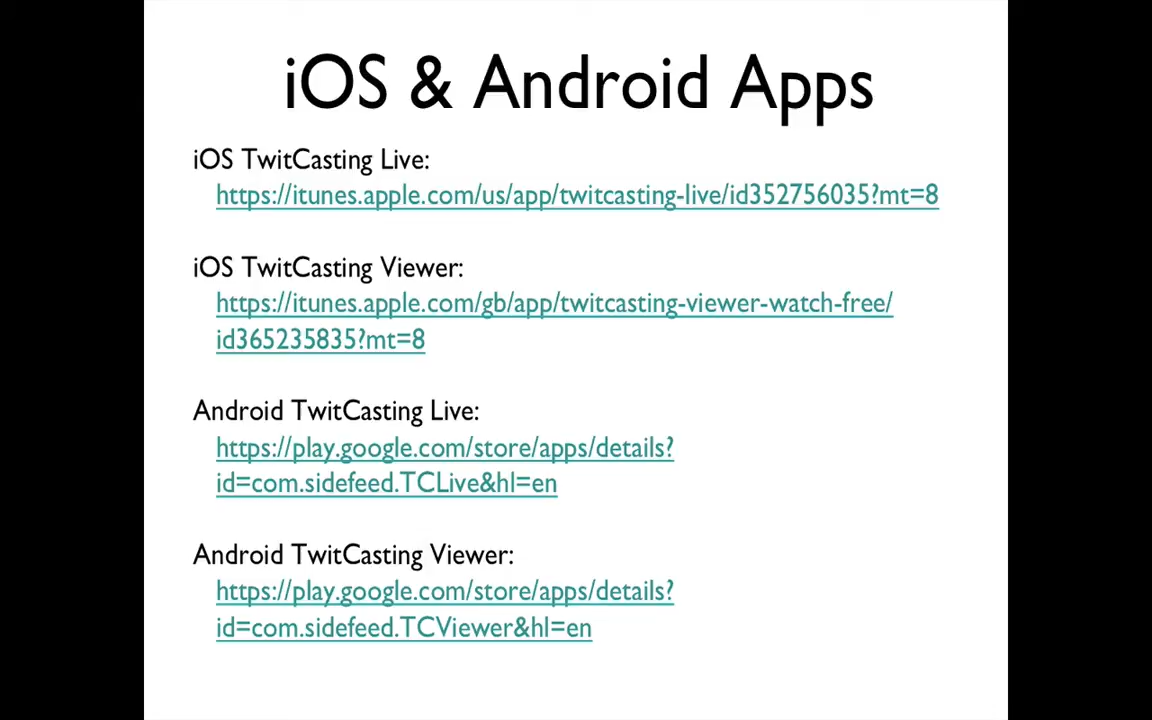 iOS & Android Apps
iOS TwitCasting Live:
https://itunes.apple.com/us/app/twitcasting-live/id352756035?mt=8
iOS TwitCasting Viewer:
https://itunes.apple.com/gb/app/twitcasting-viewer-watch-free/
id365235835?mt=8
Android TwitCasting Live:
https://play.google.com/store/apps/details?
id=com.sidefeed.TCLive&hl=en
Android TwitCasting Viewer:
https://play.google.com/store/apps/details?
id=com.sidefeed.TCViewer&hl=en